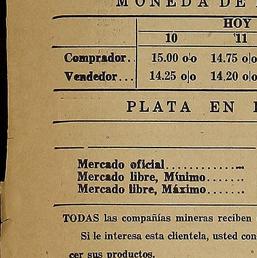 MONEDA DE
HOY
10 11
Comprador.. 15.00 o|o 14.75 o|o
Vendedor... 14.25 o|o 14.20 o|o
PLATA EN
Mercado oficial............ ...
Mercado libre, Mínimo.......
Mercado libre, Máximo......
TODAS las compañías mineras reciben
Si le interesa esta clientela, usted con
cer sus productos.